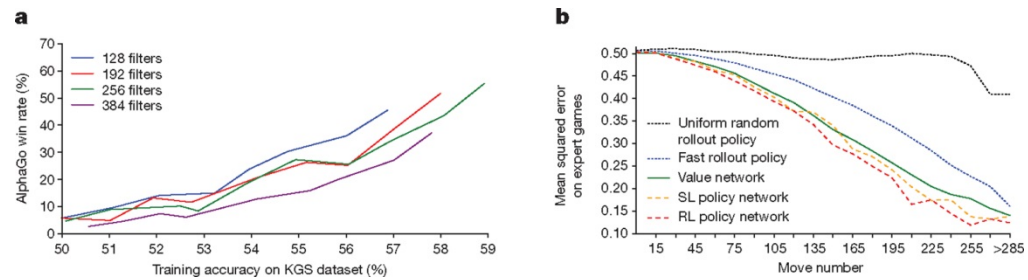 a
70
60
50
40
30
20
10
0
AlphaGo win rate (%)
128 filters
192 filters
256 filters
384 filters
50 51 52 53 54 55 56 57 58 59
Training accuracy on KGS dataset (%)
b
0.50
0.45
0.40
0.35
0.30
0.25
0.20
0.15
0.10
Mean squared error
on expert games
Uniform random
rollout policy
Fast rollout policy
Value network
SL policy network
RL policy network
15 45 75 105 135 165 195 225 255 >285
Move number